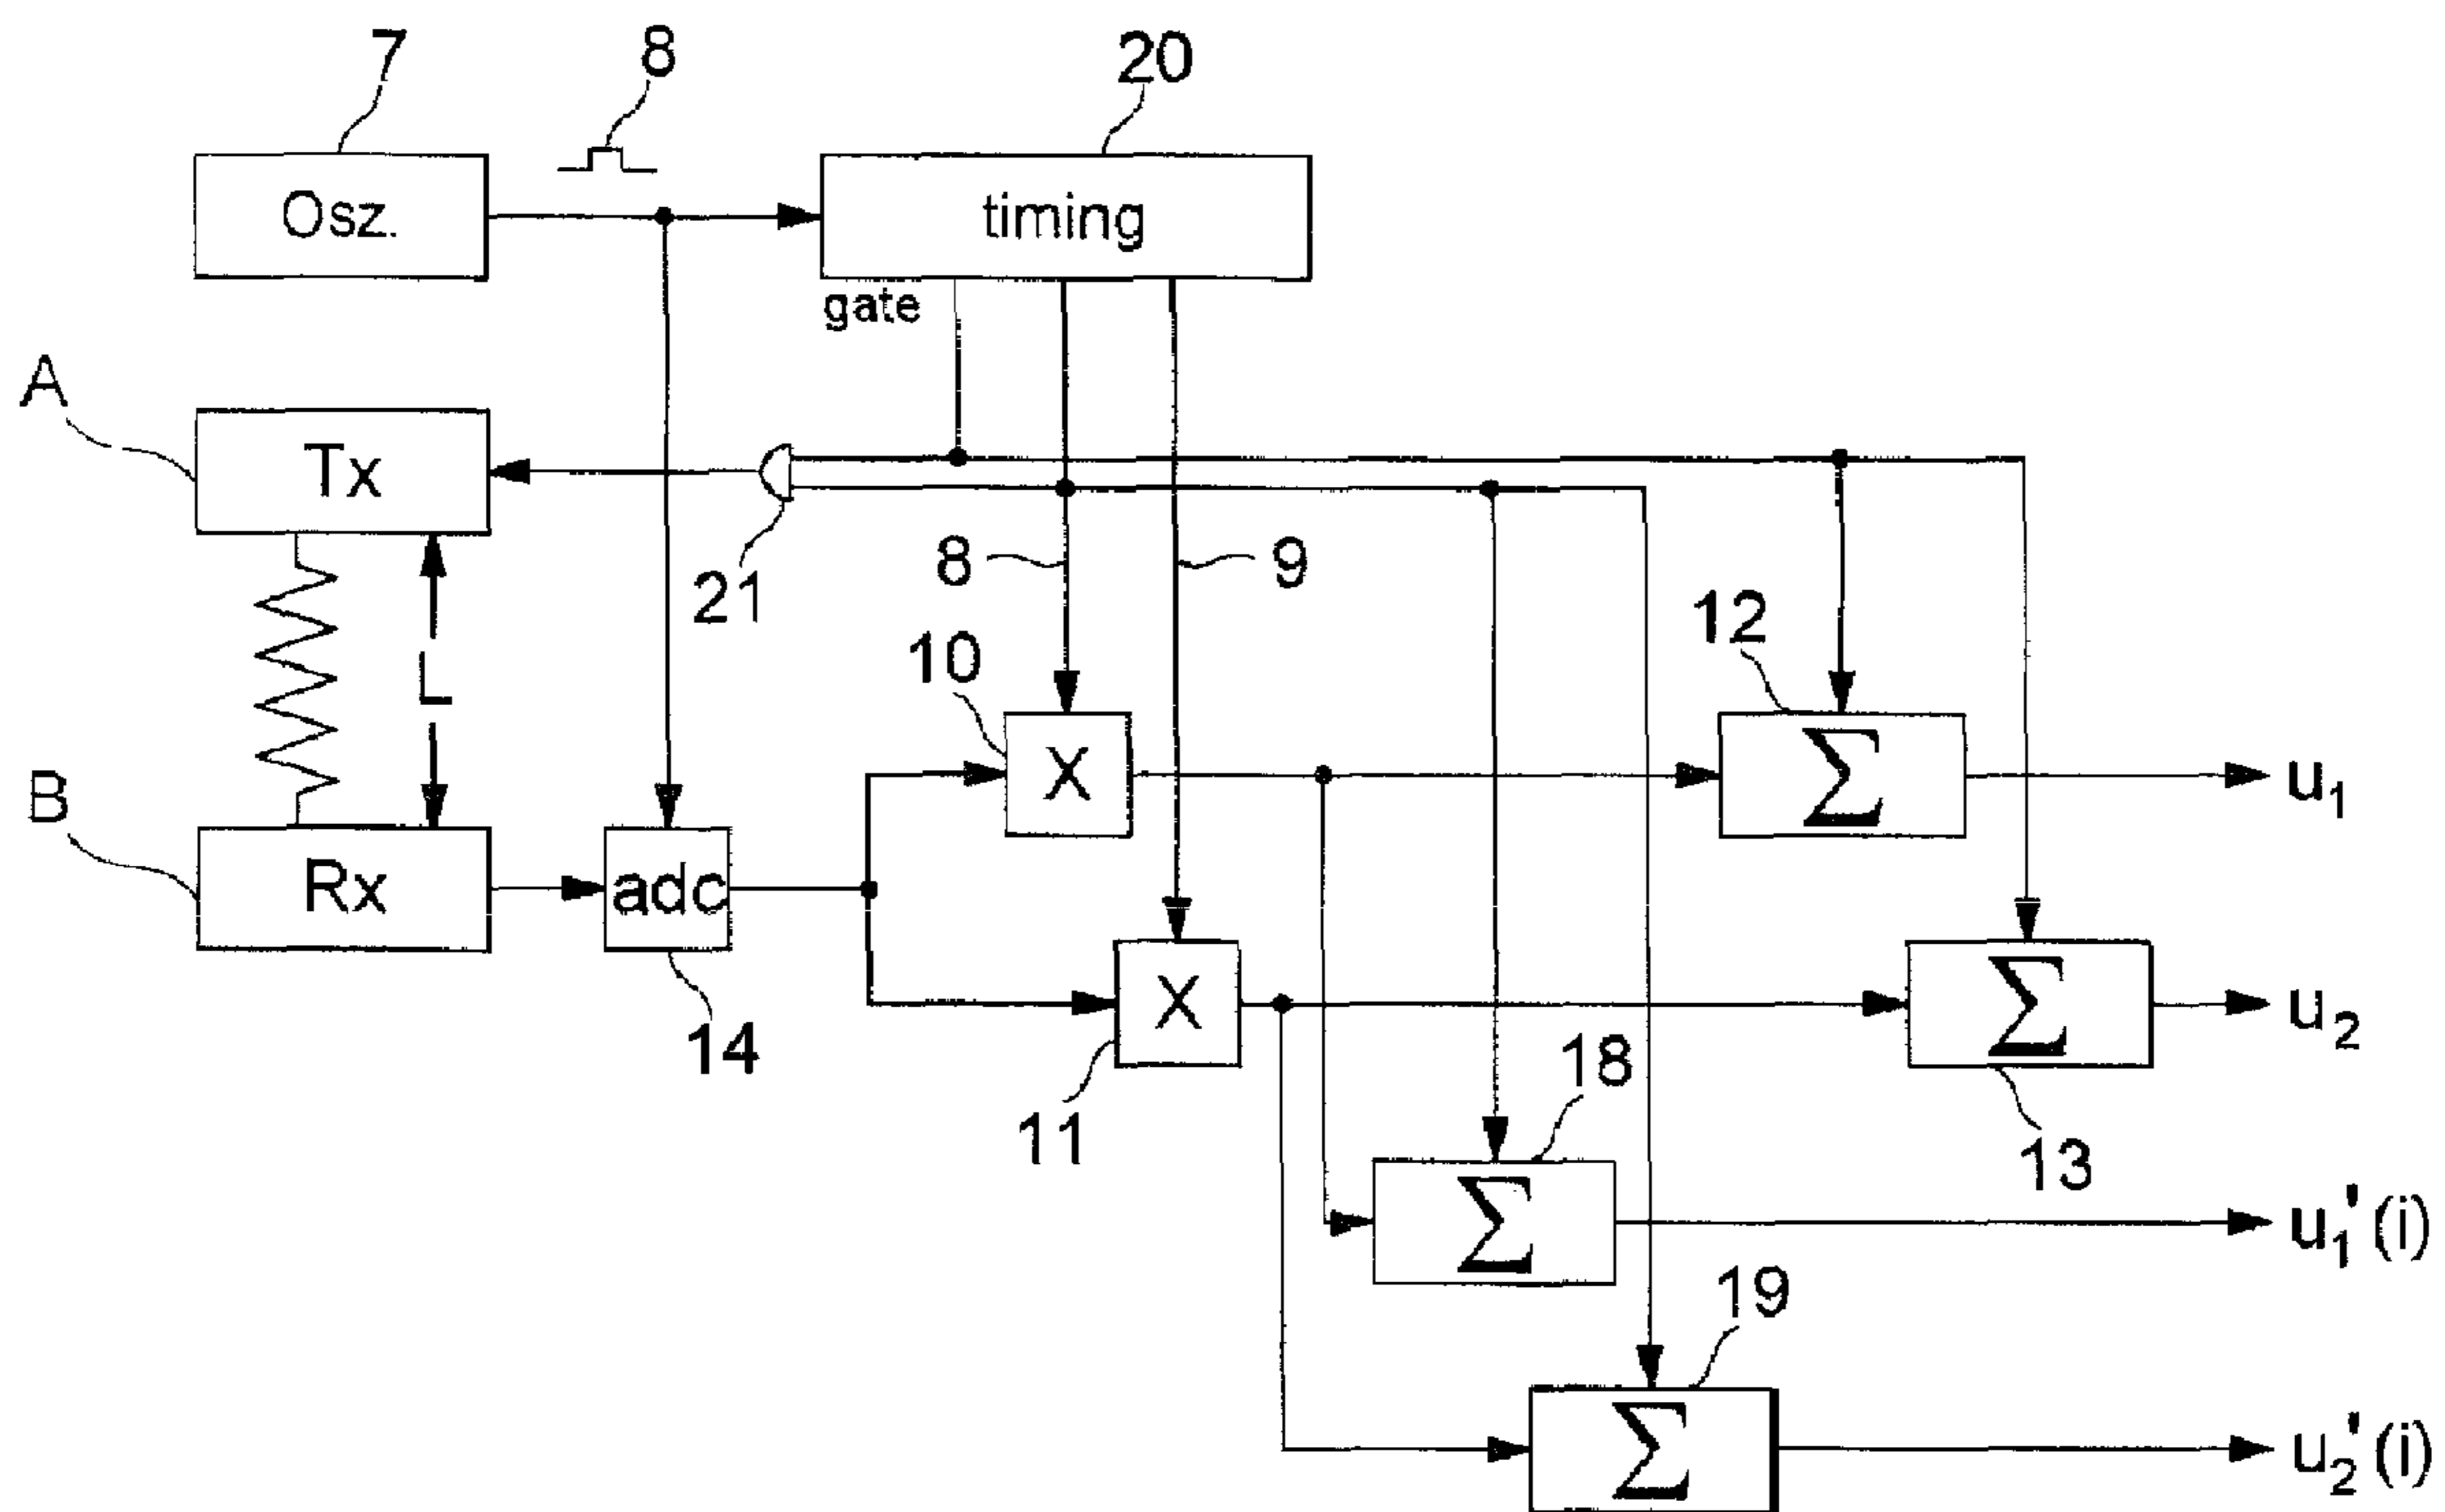 7
8
20
Osz.
timing
gate
A
Tx
21
8
9
12
10
L
X
Σ
u₁
B
Rx
adc
14
X
11
Σ
u₂
18
13
Σ
u₁'(i)
19
Σ
u₂'(i)